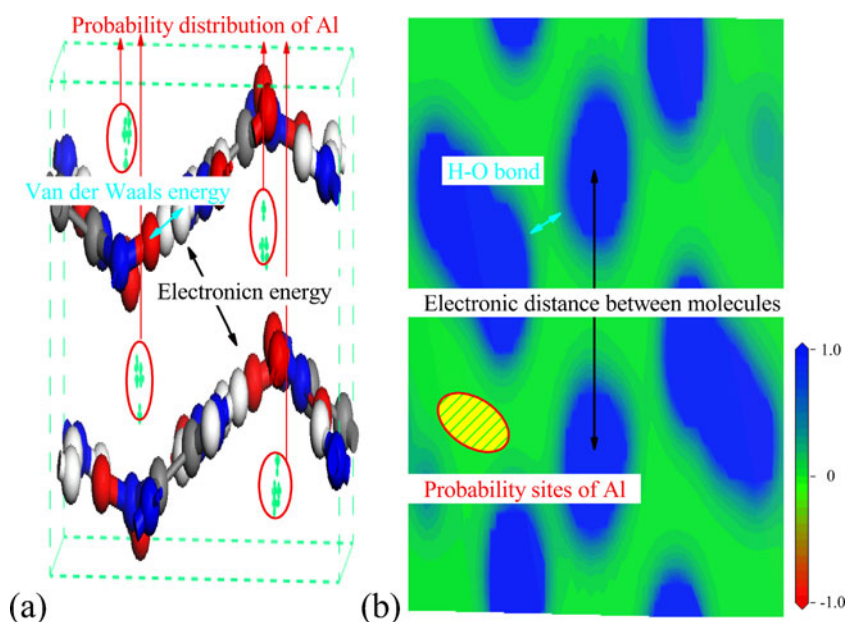 Probability distribution of Al
Van der Waals energy
Electronicn energy
(a)
H-O bond
Electronic distance between molecules
Probability sites of Al
1.0
0
-1.0
(b)